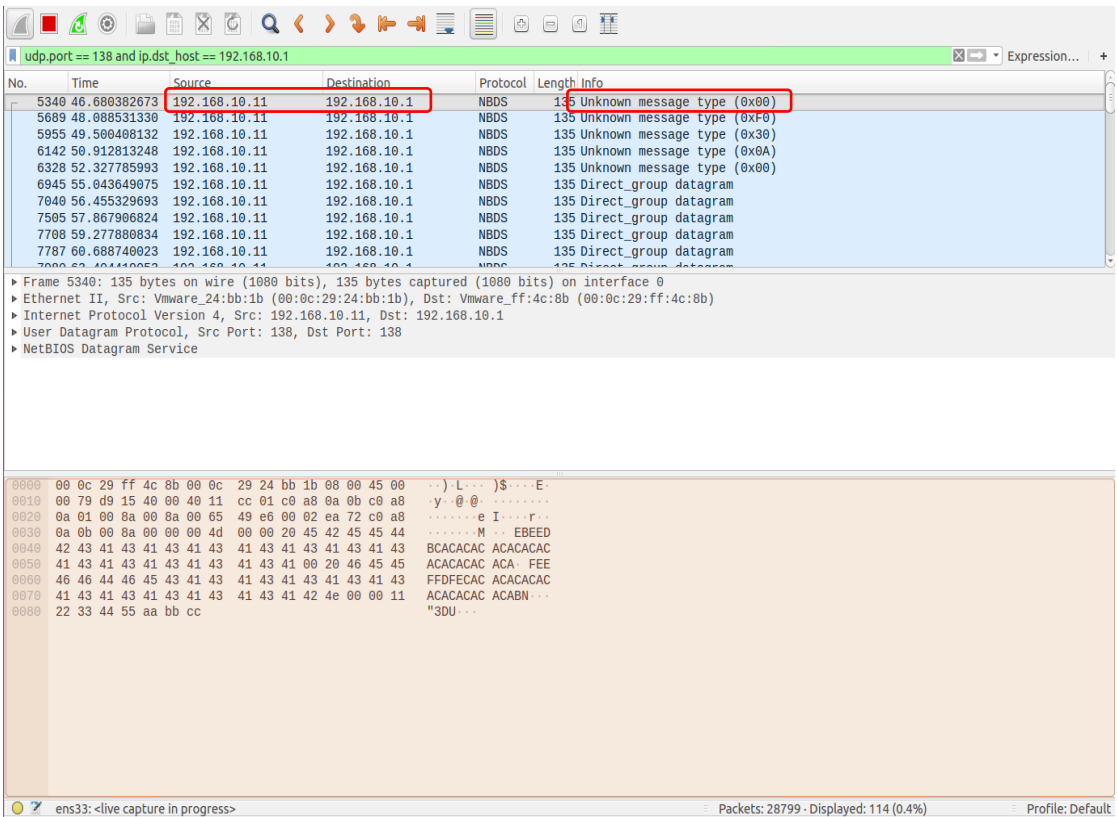 udp.port == 138 and ip.dst_host == 192.168.10.1 Expression... +
No. Time Source Destination Protocol Length Info
5340 46.680382673 192.168.10.11 192.168.10.1 NBDS 135 Unknown message type (0x00)
5689 48.088531330 192.168.10.11 192.168.10.1 NBDS 135 Unknown message type (0xF0)
5955 49.500408132 192.168.10.11 192.168.10.1 NBDS 135 Unknown message type (0x30)
6142 50.912813248 192.168.10.11 192.168.10.1 NBDS 135 Unknown message type (0x0A)
6328 52.327785993 192.168.10.11 192.168.10.1 NBDS 135 Unknown message type (0x00)
6945 55.043649075 192.168.10.11 192.168.10.1 NBDS 135 Direct_group datagram
7040 56.455329693 192.168.10.11 192.168.10.1 NBDS 135 Direct_group datagram
7505 57.867906824 192.168.10.11 192.168.10.1 NBDS 135 Direct_group datagram
7708 59.277880834 192.168.10.11 192.168.10.1 NBDS 135 Direct_group datagram
7787 60.688740023 192.168.10.11 192.168.10.1 NBDS 135 Direct_group datagram
192.168.10.11 192.168.10.1 NBDS 135 Direct_group datagram
Frame 5340: 135 bytes on wire (1080 bits), 135 bytes captured (1080 bits) on interface 0
Ethernet II, Src: Vmware_24:bb:1b (00:0c:29:24:bb:1b), Dst: Vmware_ff:4c:8b (00:0c:29:ff:4c:8b)
Internet Protocol Version 4, Src: 192.168.10.11, Dst: 192.168.10.1
User Datagram Protocol, Src Port: 138, Dst Port: 138
NetBIOS Datagram Service
0000 00 0c 29 ff 4c 8b 00 0c 29 24 bb 1b 08 00 45 00 ··)·L··· )$····E·
0010 00 79 d9 15 40 00 40 11 cc 01 c0 a8 0a 0b c0 a8 ·y··@·@· ········
0020 0a 01 00 8a 00 8a 00 65 49 e6 00 02 ea 72 c0 a8 ·······e I····r··
0030 0a 0b 00 8a 00 00 00 4d 00 00 20 45 42 45 45 44 ·······M ·· EBEED
0040 42 43 41 43 41 43 41 43 41 43 41 43 41 43 41 43 BCACACAC ACACACAC
0050 41 43 41 43 41 43 41 43 41 43 41 00 20 46 45 45 ACACACAC ACA· FEE
0060 46 46 44 46 45 43 41 43 41 43 41 43 41 43 41 43 FFDFECAC ACACACAC
0070 41 43 41 43 41 43 41 43 41 43 41 42 4e 00 00 11 ACACACAC ACABN···
0080 22 33 44 55 aa bb cc "3DU···
ens33: <live capture in progress> Packets: 28799 · Displayed: 114 (0.4%) Profile: Default